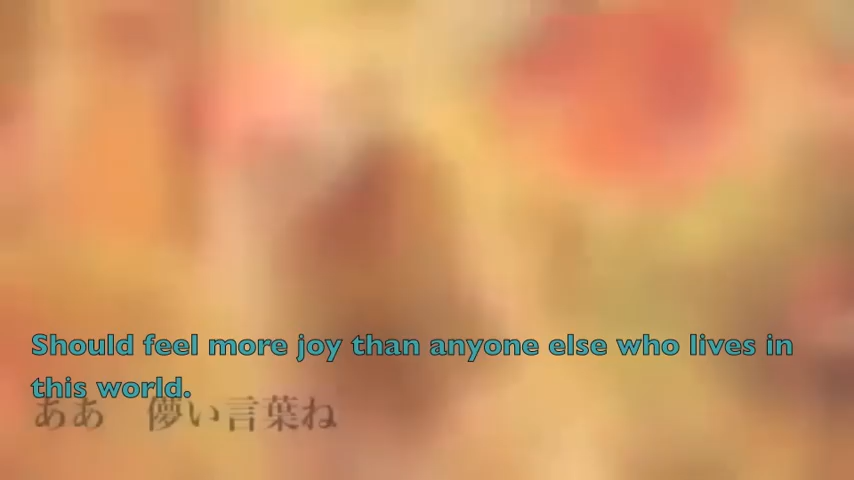 Should feel more joy than anyone else who lives in
this world.
ああ　儚い言葉ね